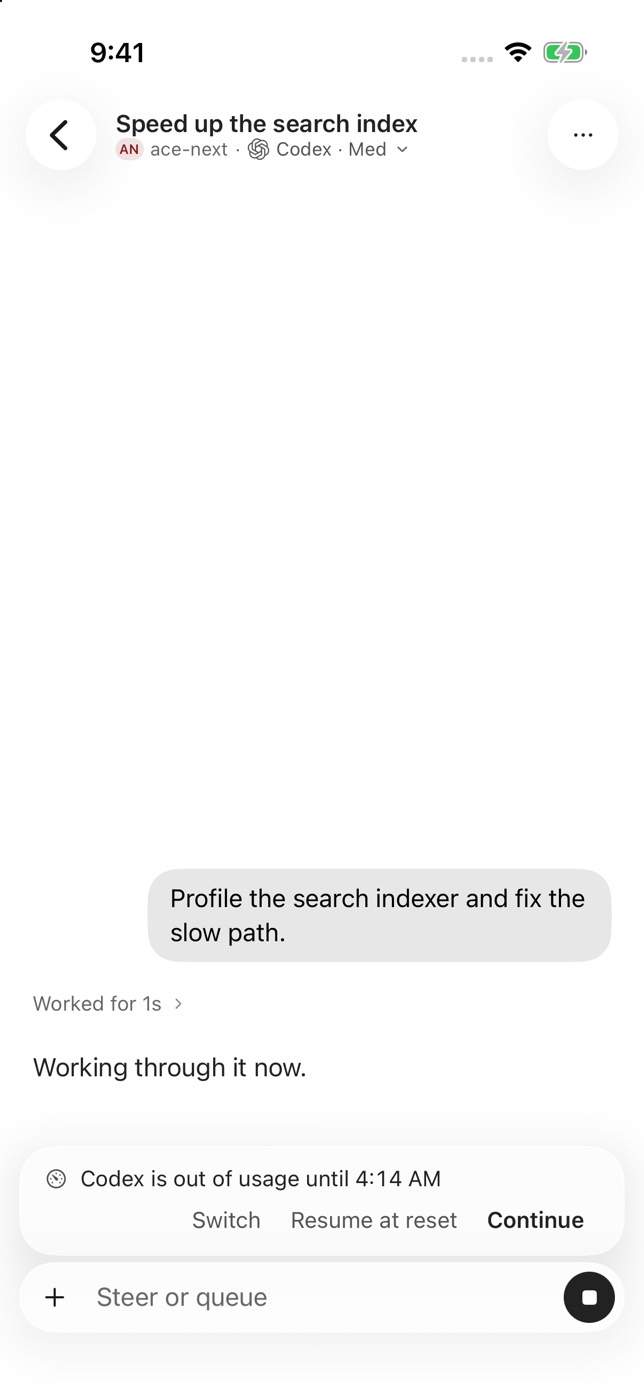 9:41
Speed up the search index
AN ace-next · Codex · Med
Profile the search indexer and fix the
slow path.
Worked for 1s
Working through it now.
Codex is out of usage until 4:14 AM
Switch Resume at reset Continue
Steer or queue